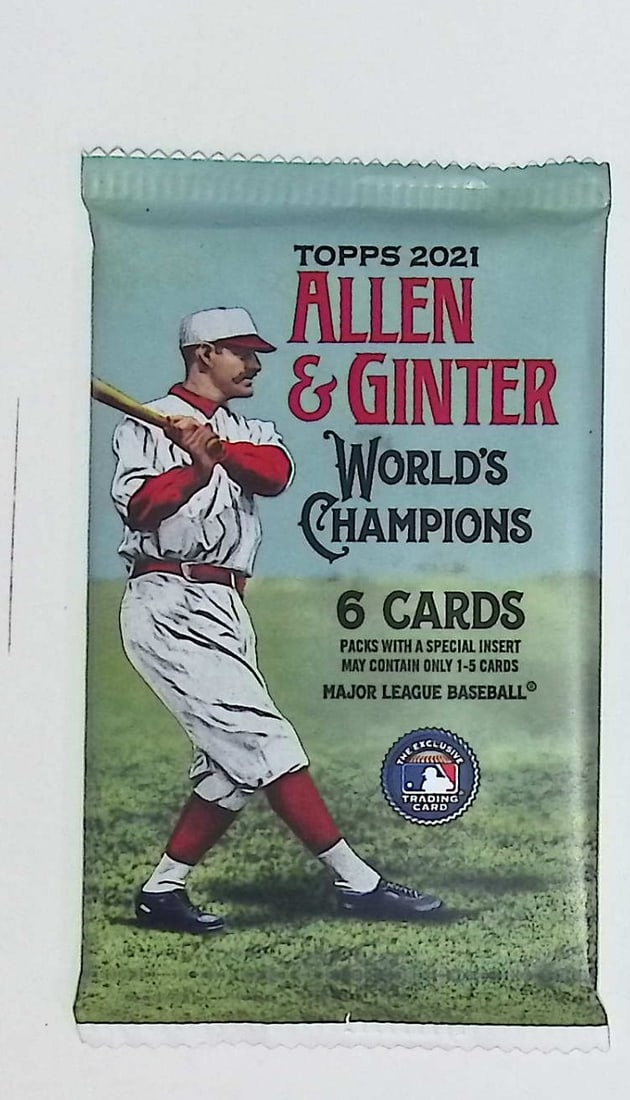 TOPPS 2021
ALLEN
& GINTER
WORLD'S
CHAMPIONS
6 CARDS
PACKS WITH A SPECIAL INSERT
MAY CONTAIN ONLY 1-5 CARDS
MAJOR LEAGUE BASEBALL®
THE EXCLUSIVE
TRADING
CARD